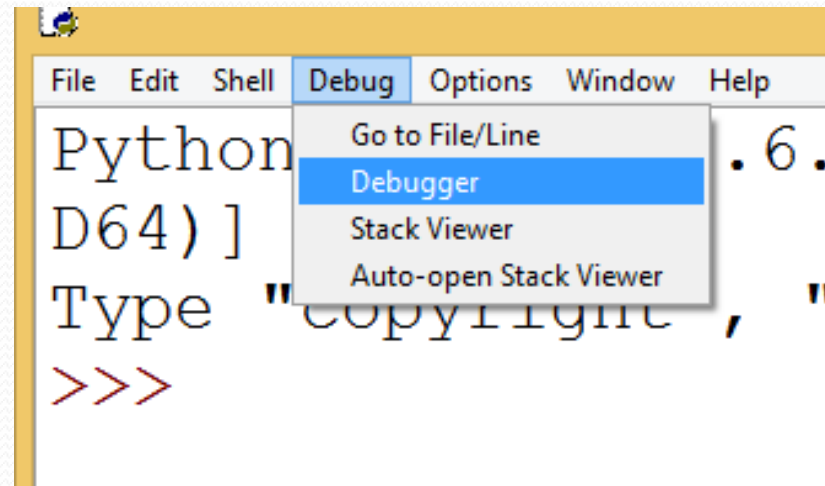 File Edit Shell Debug Options Window Help
Go to File/Line
Debugger
Stack Viewer
Auto-open Stack Viewer
Python .6.
D64)]
Type "copyright", "
>>>